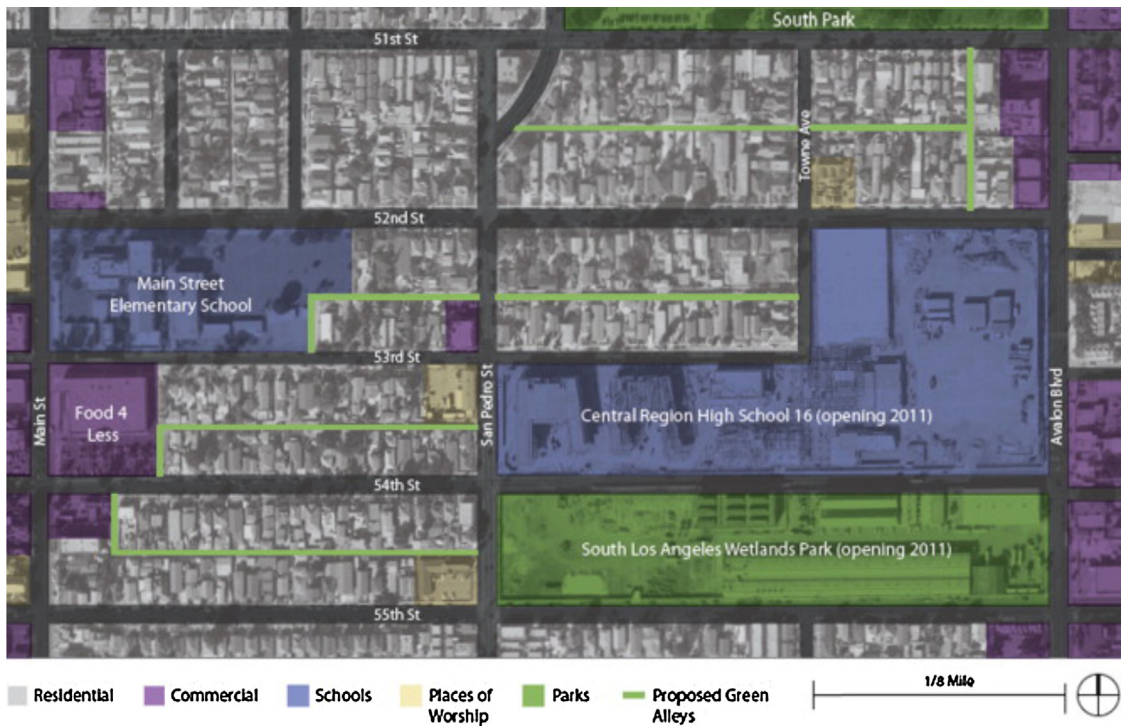 South Park
51st St
Towne Ave
52nd St
Main Street
Elementary School
53rd St
Main St
Food 4
Less
San Pedro St
Central Region High School 16 (opening 2011)
Avalon Blvd
54th St
South Los Angeles Wetlands Park (opening 2011)
55th St
Residential
Commercial
Schools
Places of
Worship
Parks
Proposed Green
Alleys
1/8 Mile